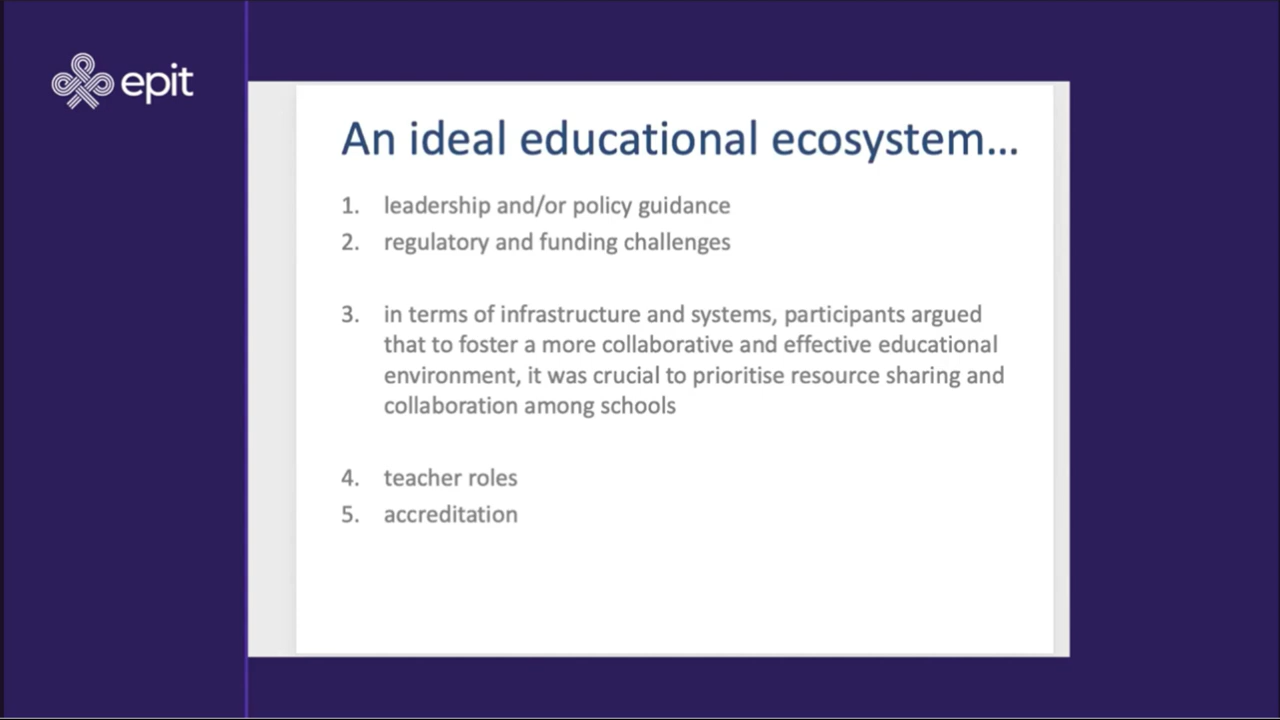 epit
An ideal educational ecosystem...
1. leadership and/or policy guidance
2. regulatory and funding challenges
3. in terms of infrastructure and systems, participants argued
that to foster a more collaborative and effective educational
environment, it was crucial to prioritise resource sharing and
collaboration among schools
4. teacher roles
5. accreditation